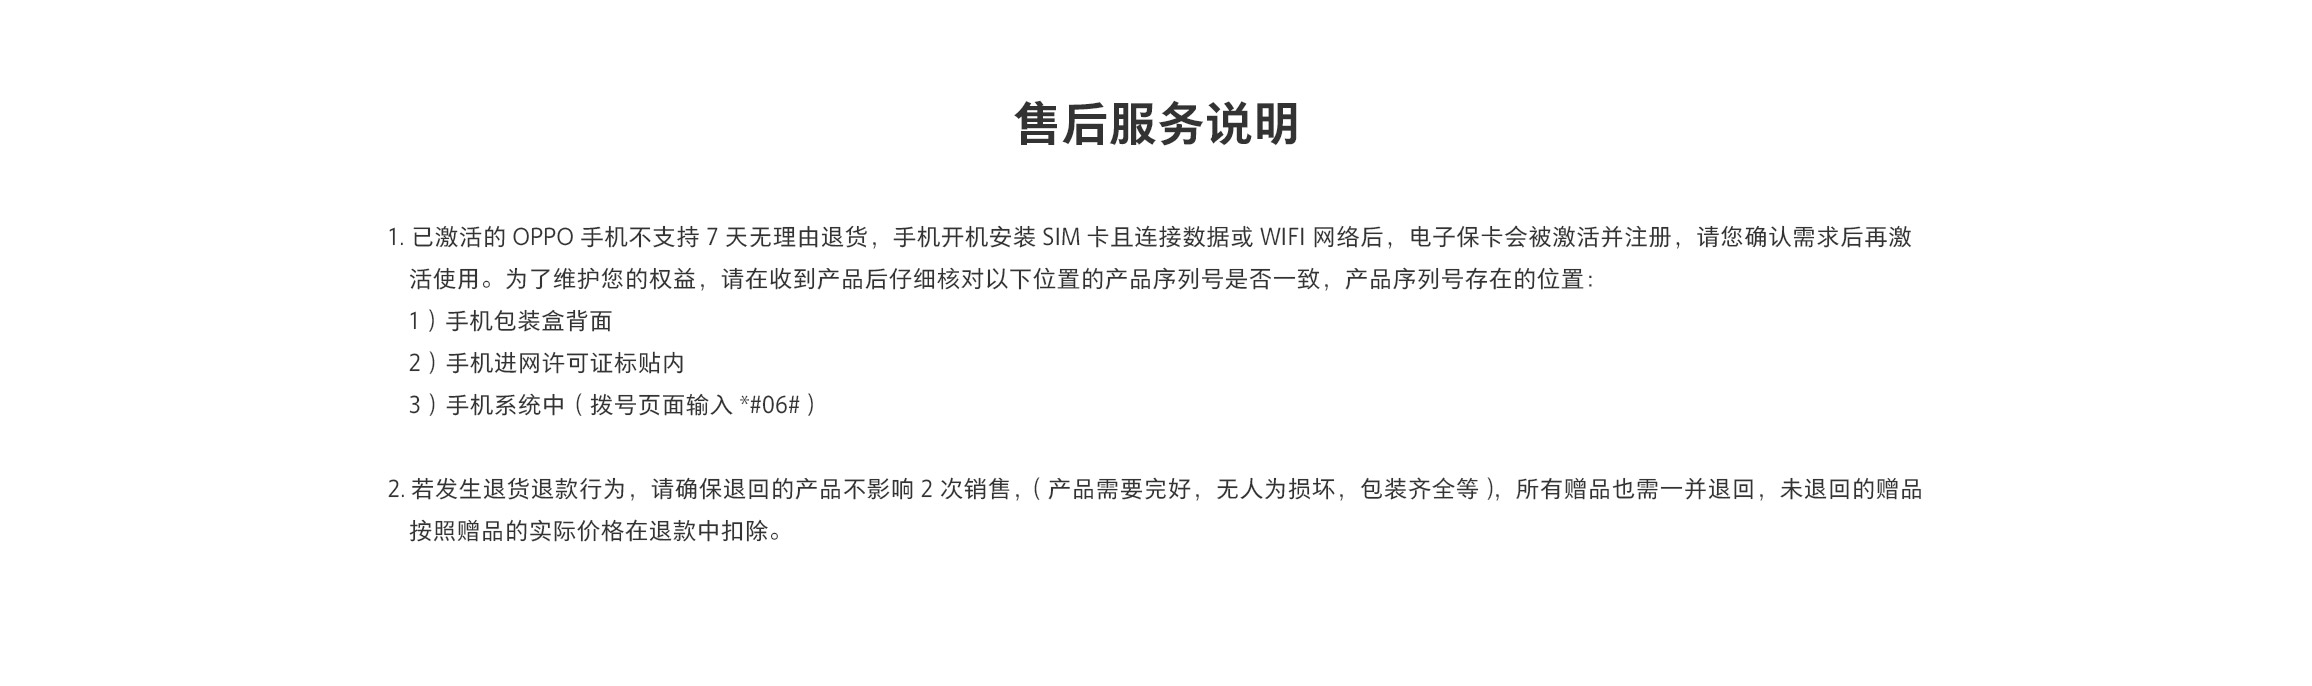 售后服务说明
1. 已激活的 OPPO 手机不支持 7 天无理由退货，手机开机安装 SIM 卡且连接数据或 WIFI 网络后，电子保卡会被激活并注册，请您确认需求后再激
活使用。为了维护您的权益，请在收到产品后仔细核对以下位置的产品序列号是否一致，产品序列号存在的位置：
1）手机包装盒背面
2）手机进网许可证标贴内
3）手机系统中（拨号页面输入 *#06#）
2. 若发生退货退款行为，请确保退回的产品不影响 2 次销售，（产品需要完好，无人为损坏，包装齐全等），所有赠品也需一并退回，未退回的赠品
按照赠品的实际价格在退款中扣除。